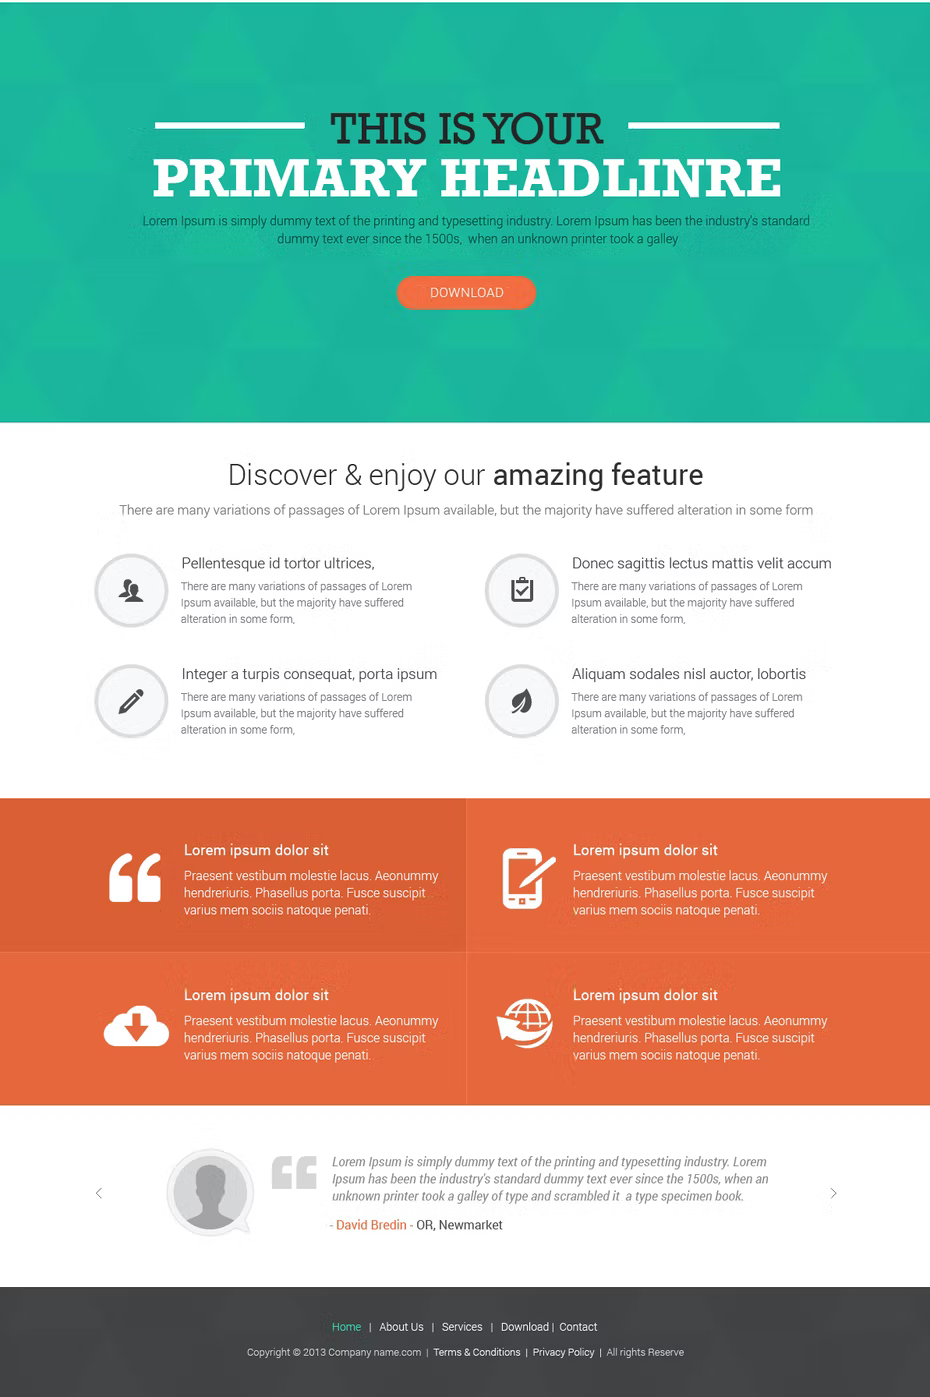 THIS IS YOUR
PRIMARY HEADLINRE
Lorem Ipsum is simply dummy text of the printing and typesetting industry. Lorem Ipsum has been the industry's standard
dummy text ever since the 1500s, when an unknown printer took a galley
DOWNLOAD
Discover & enjoy our amazing feature
There are many variations of passages of Lorem Ipsum available, but the majority have suffered alteration in some form
Pellentesque id tortor ultrices,
There are many variations of passages of Lorem
Ipsum available, but the majority have suffered
alteration in some form,
Donec sagittis lectus mattis velit accum
There are many variations of passages of Lorem
Ipsum available, but the majority have suffered
alteration in some form,
Integer a turpis consequat, porta ipsum
There are many variations of passages of Lorem
Ipsum available, but the majority have suffered
alteration in some form,
Aliquam sodales nisl auctor, lobortis
There are many variations of passages of Lorem
Ipsum available, but the majority have suffered
alteration in some form,
Lorem ipsum dolor sit
Praesent vestibum molestie lacus. Aeonummy
hendreriuris. Phasellus porta. Fusce suscipit
varius mem sociis natoque penati.
Lorem ipsum dolor sit
Praesent vestibum molestie lacus. Aeonummy
hendreriuris. Phasellus porta. Fusce suscipit
varius mem sociis natoque penati.
Lorem ipsum dolor sit
Praesent vestibum molestie lacus. Aeonummy
hendreriuris. Phasellus porta. Fusce suscipit
varius mem sociis natoque penati.
Lorem ipsum dolor sit
Praesent vestibum molestie lacus. Aeonummy
hendreriuris. Phasellus porta. Fusce suscipit
varius mem sociis natoque penati.
Lorem Ipsum is simply dummy text of the printing and typesetting industry. Lorem
Ipsum has been the industry's standard dummy text ever since the 1500s, when an
unknown printer took a galley of type and scrambled it a type specimen book.
- David Bredin - OR, Newmarket
Home | About Us | Services | Download | Contact
Copyright © 2013 Company name.com | Terms & Conditions | Privacy Policy | All rights Reserve